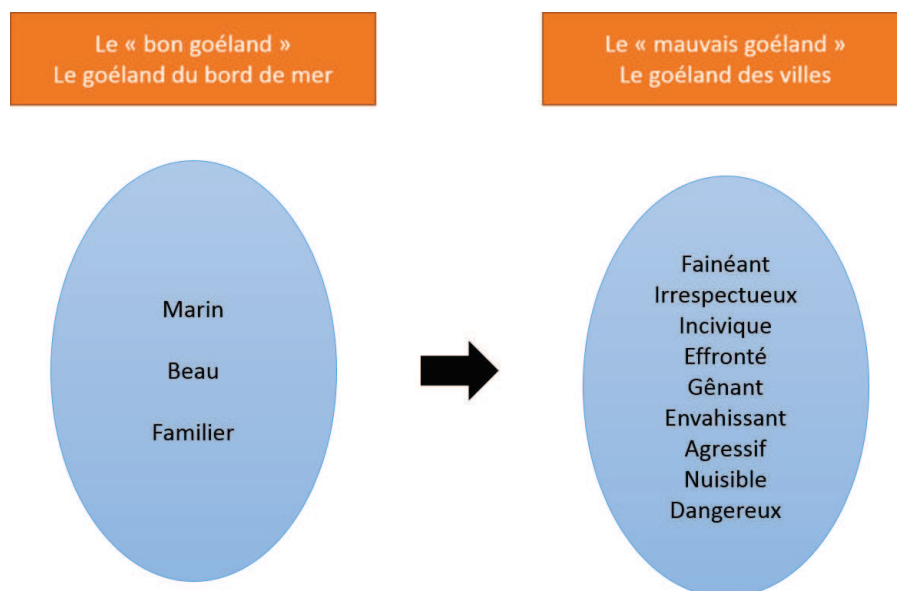 Le « bon goéland »
Le goéland du bord de mer
Le « mauvais goéland »
Le goéland des villes
Marin
Beau
Familier
Fainéant
Irrespectueux
Incivique
Effronté
Gênant
Envahissant
Agressif
Nuisible
Dangereux